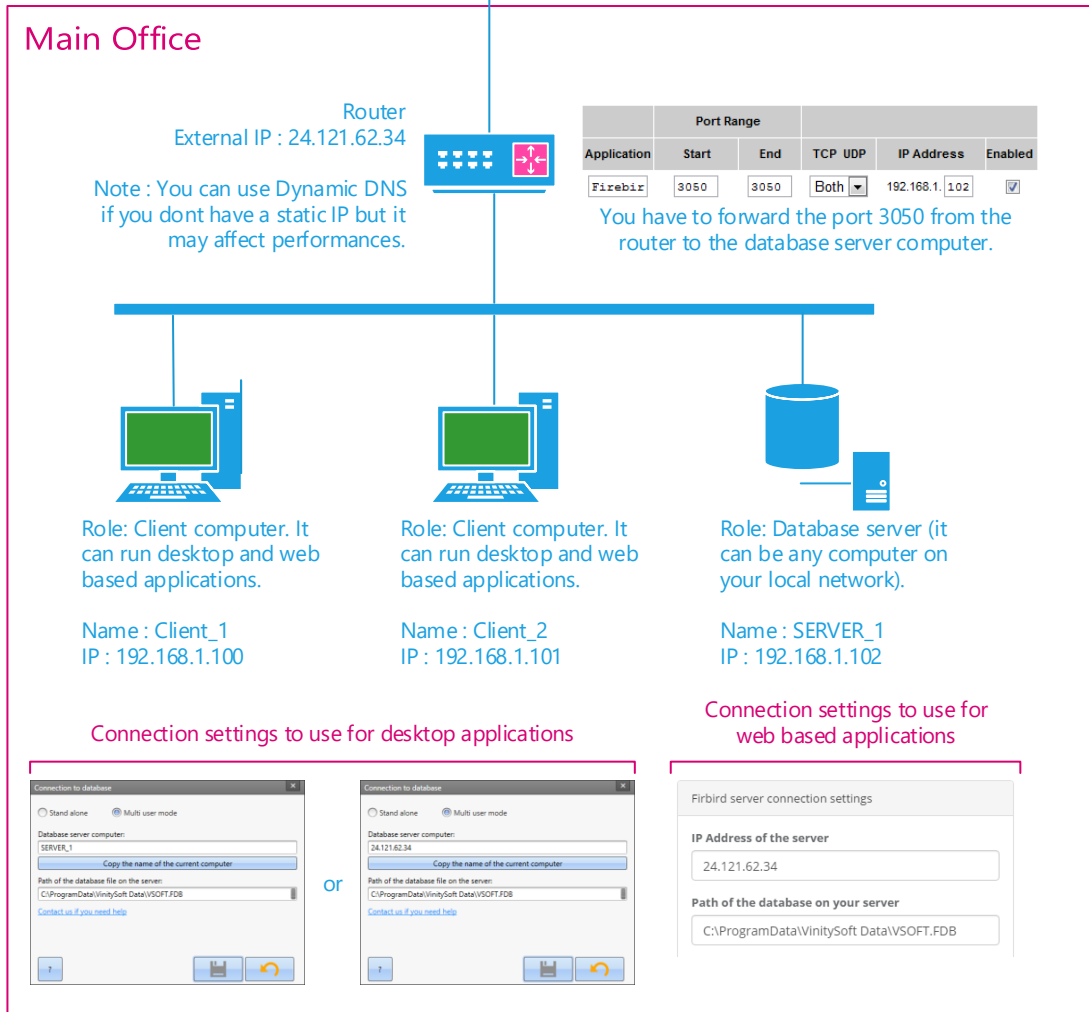 Main Office
Router
External IP : 24.121.62.34
Note : You can use Dynamic DNS
if you dont have a static IP but it
may affect performances.
Port Range
Application Start End TCP UDP IP Address Enabled
Firebir 3050 3050 Both 192.168.1. 102
You have to forward the port 3050 from the
router to the database server computer.
Role: Client computer. It
can run desktop and web
based applications.
Name : Client_1
IP : 192.168.1.100
Role: Client computer. It
can run desktop and web
based applications.
Name : Client_2
IP : 192.168.1.101
Role: Database server (it
can be any computer on
your local network).
Name : SERVER_1
IP : 192.168.1.102
Connection settings to use for desktop applications
Connection to database
Stand alone Multi user mode
Database server computer:
SERVER_1
Copy the name of the current computer
Path of the database file on the server:
C:\ProgramData\VinitySoft Data\VSOFT.FDB
Contact us if you need help
?
or
Connection to database
Stand alone Multi user mode
Database server computer:
24.121.62.34
Copy the name of the current computer
Path of the database file on the server:
C:\ProgramData\VinitySoft Data\VSOFT.FDB
Contact us if you need help
?
Connection settings to use for
web based applications
Firbird server connection settings
IP Address of the server
24.121.62.34
Path of the database on your server
C:\ProgramData\VinitySoft Data\VSOFT.FDB